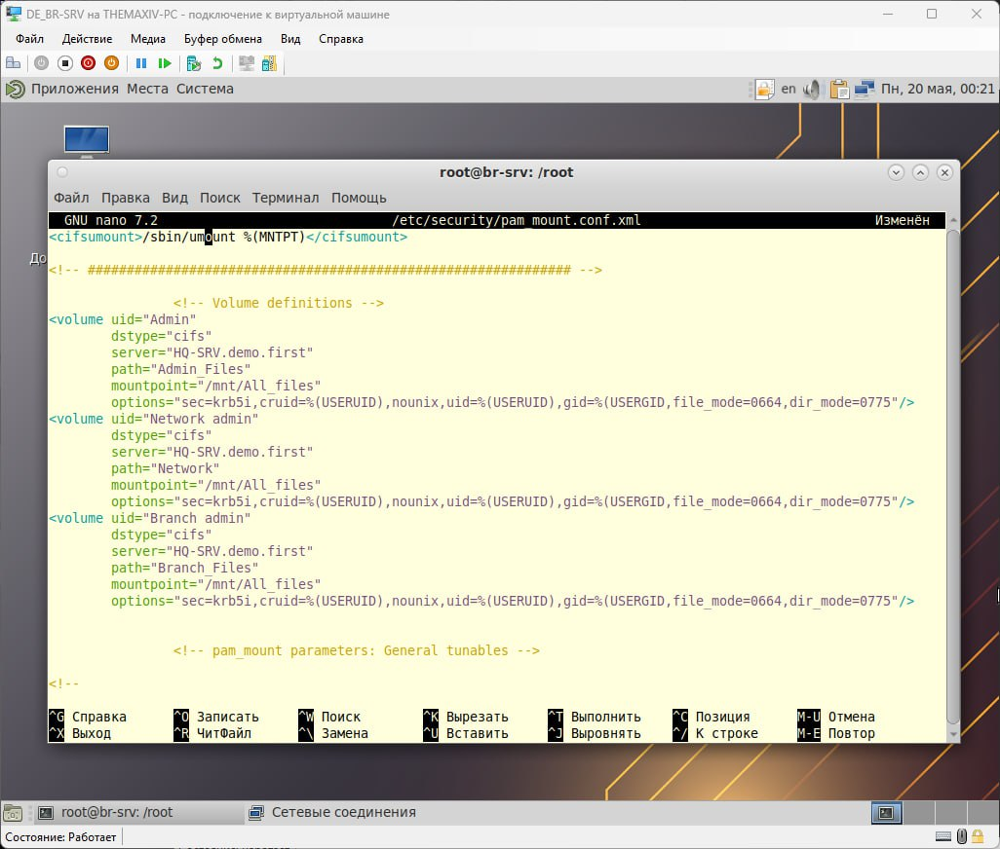 DE_BR-SRV на THEMAXIV-PC - подключение к виртуальной машине
Файл Действие Медиа Буфер обмена Вид Справка
Приложения Места Система en Пн, 20 мая, 00:21
До
root@br-srv: /root
Файл Правка Вид Поиск Терминал Помощь
GNU nano 7.2 /etc/security/pam_mount.conf.xml Изменён
<cifsumount>/sbin/umount %(MNTPT)</cifsumount>
<!-- ############################################################## -->
<!-- Volume definitions -->
<volume uid="Admin"
dstype="cifs"
server="HQ-SRV.demo.first"
path="Admin_Files"
mountpoint="/mnt/All_files"
options="sec=krb5i,cruid=%(USERUID),nounix,uid=%(USERUID),gid=%(USERGID,file_mode=0664,dir_mode=0775"/>
<volume uid="Network admin"
dstype="cifs"
server="HQ-SRV.demo.first"
path="Network"
mountpoint="/mnt/All_files"
options="sec=krb5i,cruid=%(USERUID),nounix,uid=%(USERUID),gid=%(USERGID,file_mode=0664,dir_mode=0775"/>
<volume uid="Branch admin"
dstype="cifs"
server="HQ-SRV.demo.first"
path="Branch_Files"
mountpoint="/mnt/All_files"
options="sec=krb5i,cruid=%(USERUID),nounix,uid=%(USERUID),gid=%(USERGID,file_mode=0664,dir_mode=0775"/>
<!-- pam_mount parameters: General tunables -->
<!--
^G Справка ^O Записать ^W Поиск ^K Вырезать ^T Выполнить ^C Позиция M-U Отмена
^X Выход ^R ЧитФайл ^\ Замена ^U Вставить ^J Выровнять ^/ К строке M-E Повтор
root@br-srv: /root Сетевые соединения
Состояние: Работает